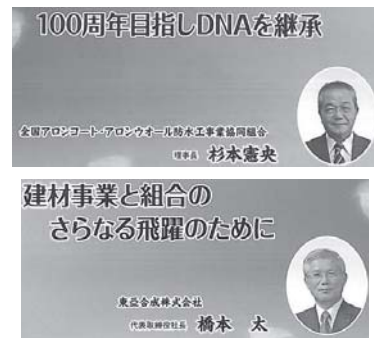 100周年目指しDNAを継承
全国アロンコート・アロンウオール防水工事業協同組合
理事長 杉本憲央
建材事業と組合の
さらなる飛躍のために
東亞合成株式会社
代表取締役社長 橋本 太